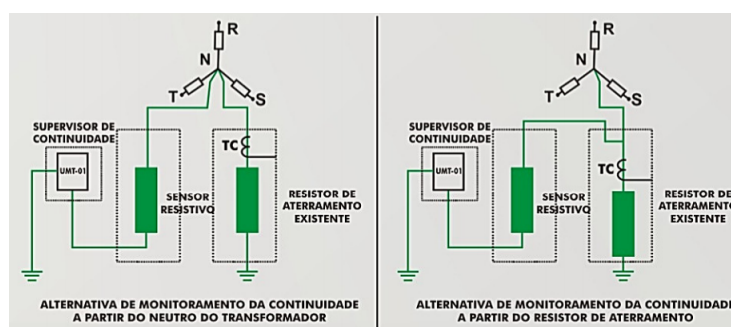 R
N
T
S
SUPERVISOR DE
CONTINUIDADE
UMT-01
TC
SENSOR
RESISTIVO
RESISTOR DE
ATERRAMENTO
EXISTENTE
ALTERNATIVA DE MONITORAMENTO DA CONTINUIDADE
A PARTIR DO NEUTRO DO TRANSFORMADOR
R
N
T
S
SUPERVISOR DE
CONTINUIDADE
UMT-01
TC
SENSOR
RESISTIVO
RESISTOR DE
ATERRAMENTO
EXISTENTE
ALTERNATIVA DE MONITORAMENTO DA CONTINUIDADE
A PARTIR DO RESISTOR DE ATERRAMENTO